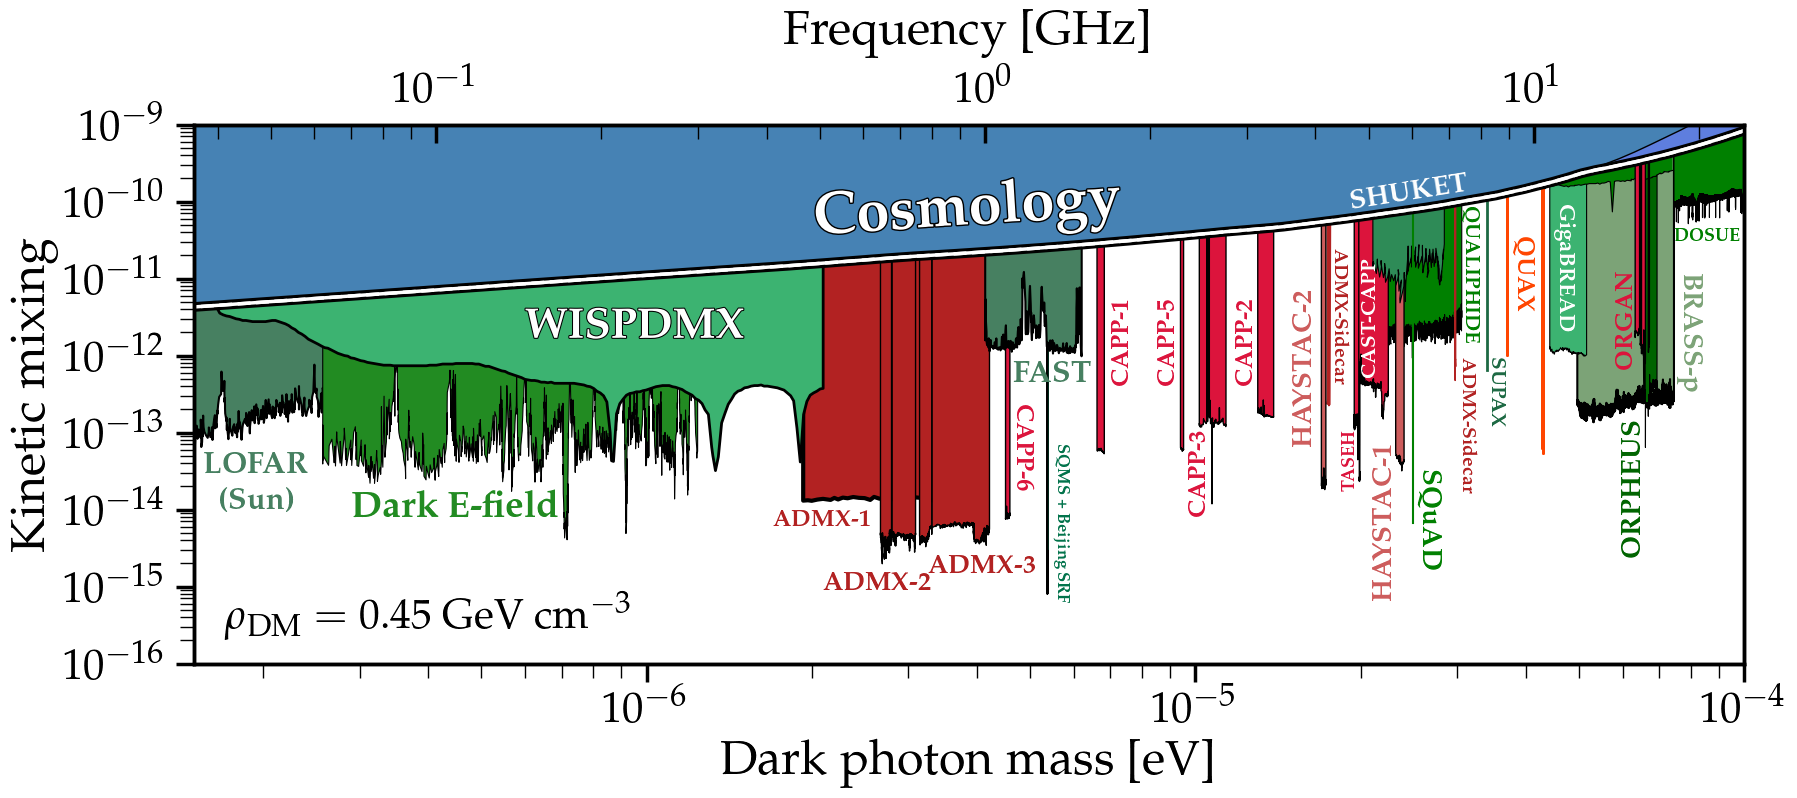 Frequency [GHz]
10⁻¹ 10⁰ 10¹
10⁻⁹
10⁻¹⁰
10⁻¹¹
10⁻¹²
10⁻¹³
10⁻¹⁴
10⁻¹⁵
10⁻¹⁶
Kinetic mixing
Cosmology
SHUKET
WISPDMX
LOFAR
(Sun)
Dark E-field
ADMX-1
ADMX-2
ADMX-3
FAST
CAPP-6
SQMS + Beijing SRF
CAPP-1
CAPP-5
CAPP-3
CAPP-2
HAYSTAC-2
ADMX-Sidecar
TASEH
CAST-CAPP
HAYSTAC-1
SQuAD
QUALIPHIDE
ADMX-Sidecar
SUPAX
QUAX
GigaBREAD
ORGAN
ORPHEUS
BRASS-p
DOSUE
ρDM = 0.45 GeV cm⁻³
10⁻⁶ 10⁻⁵ 10⁻⁴
Dark photon mass [eV]